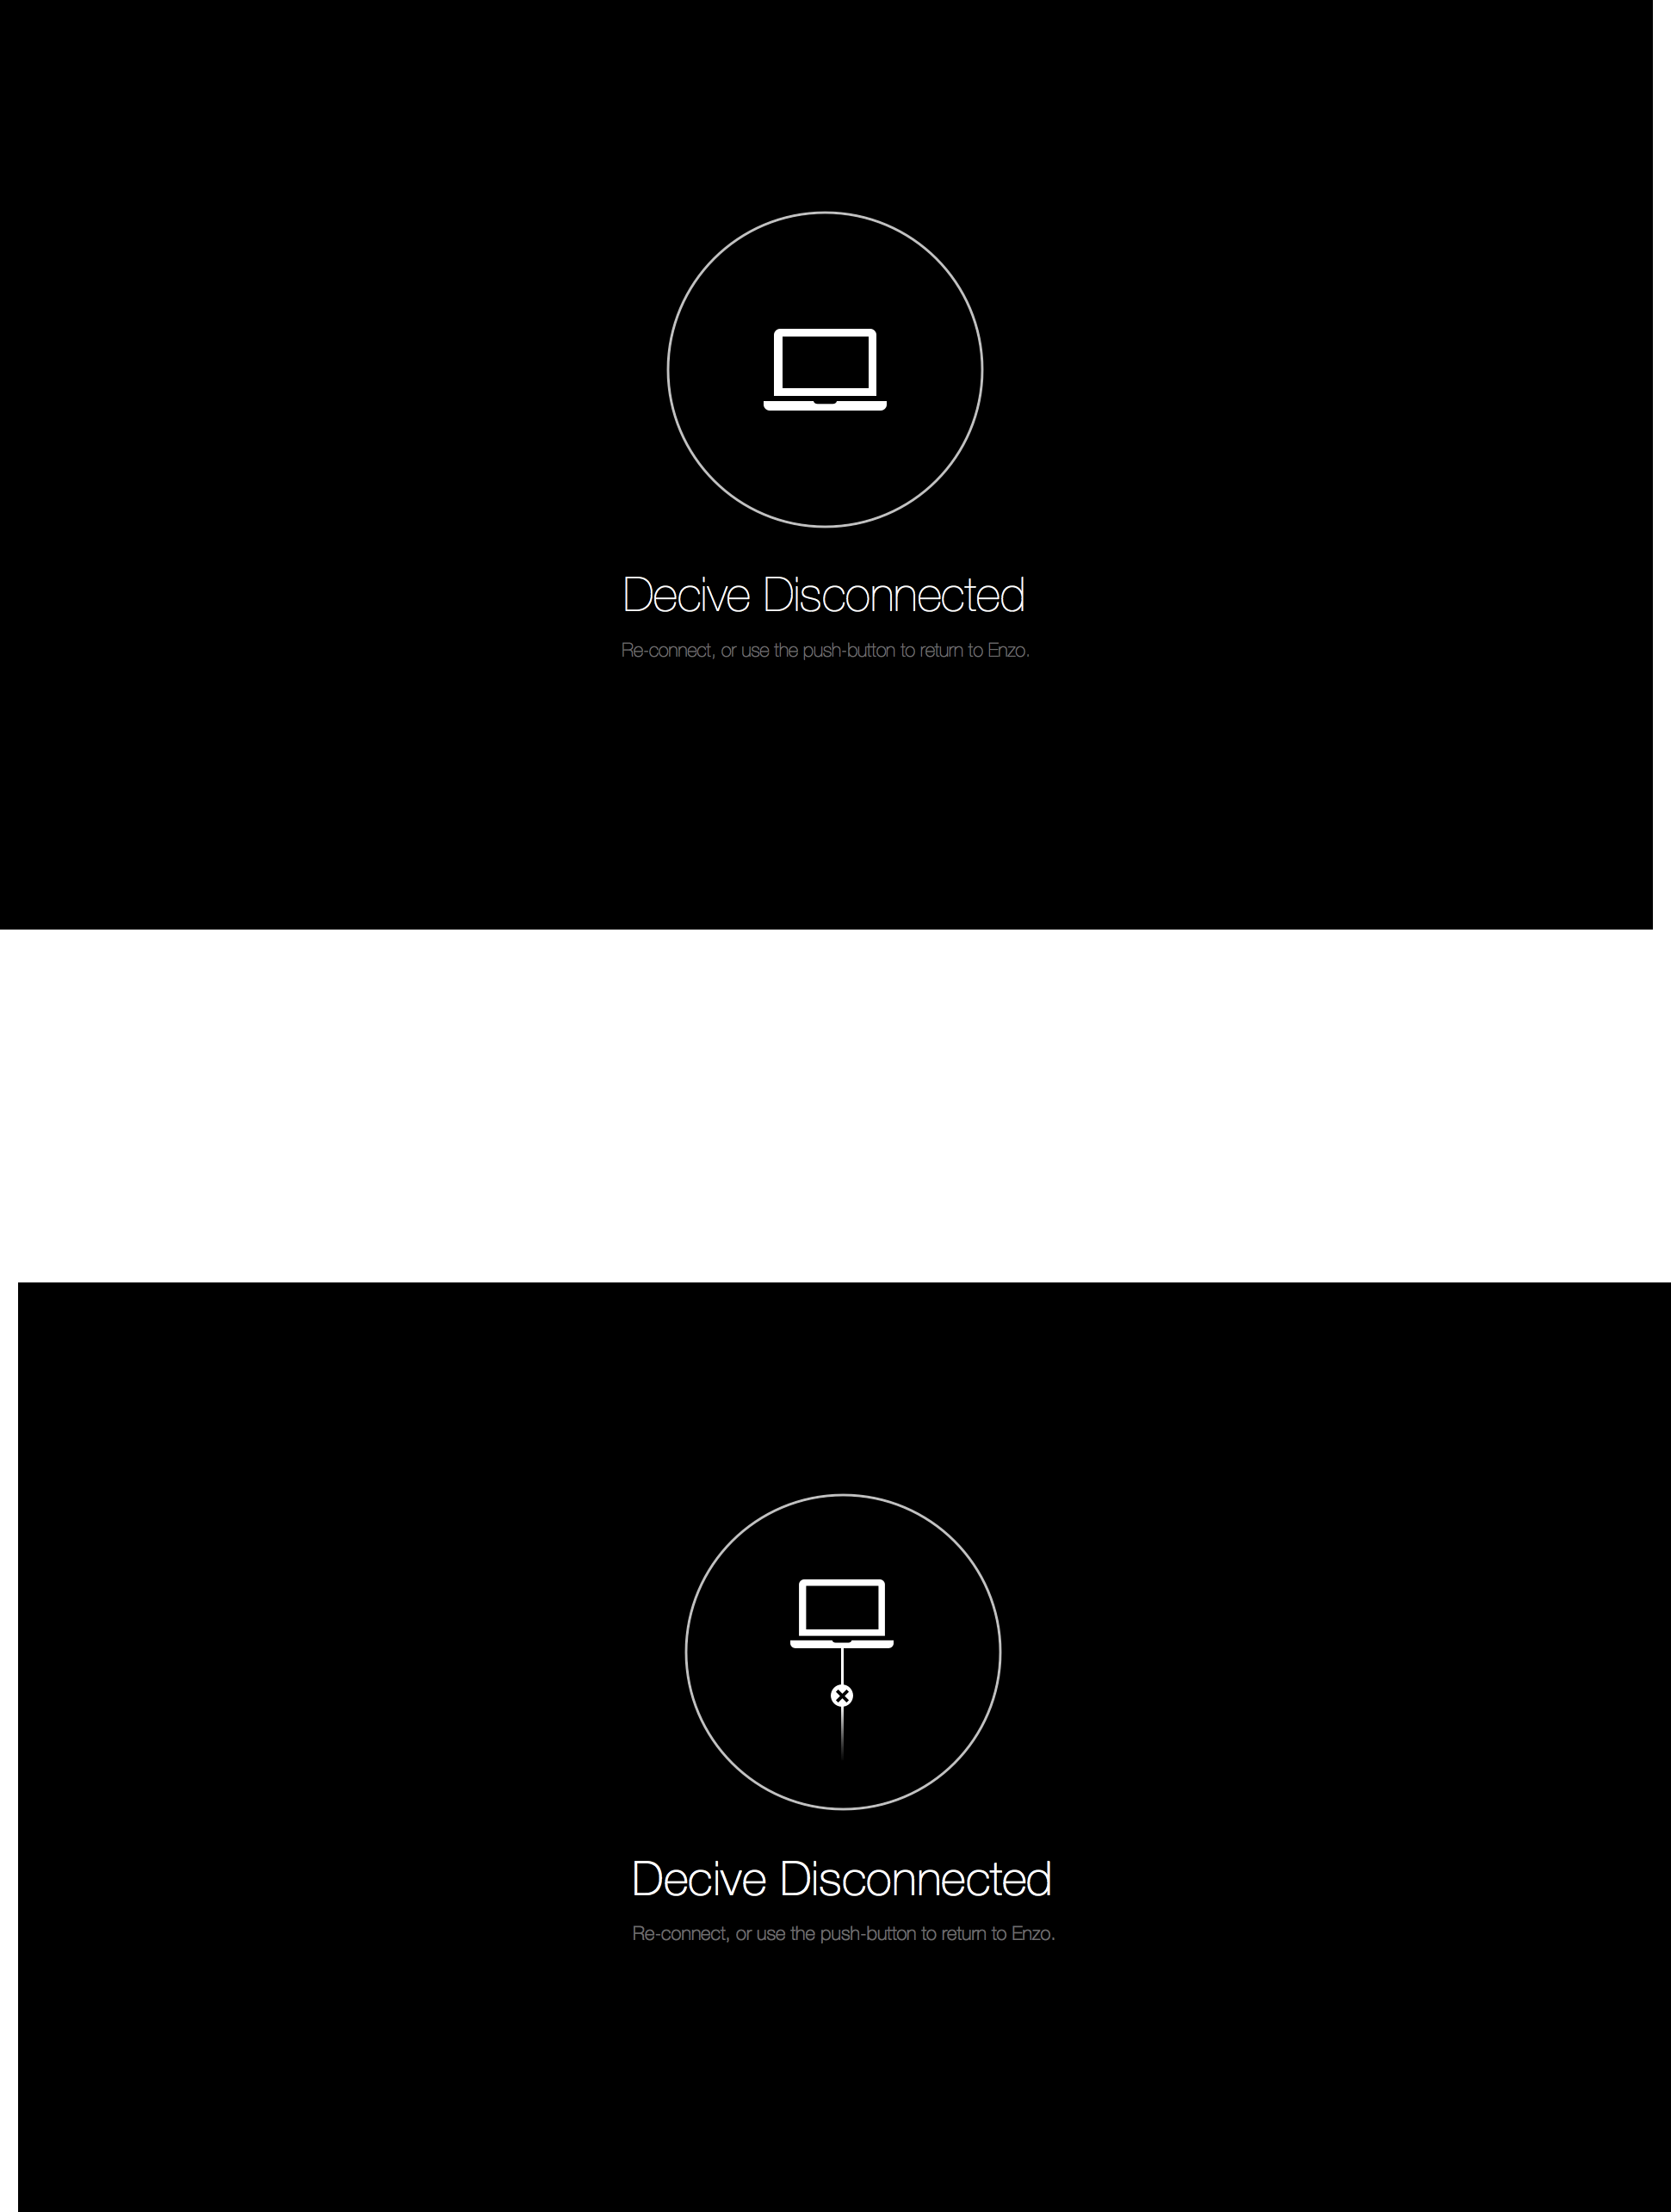 Decive Disconnected
Re-connect, or use the push-button to return to Enzo.
Decive Disconnected
Re-connect, or use the push-button to return to Enzo.